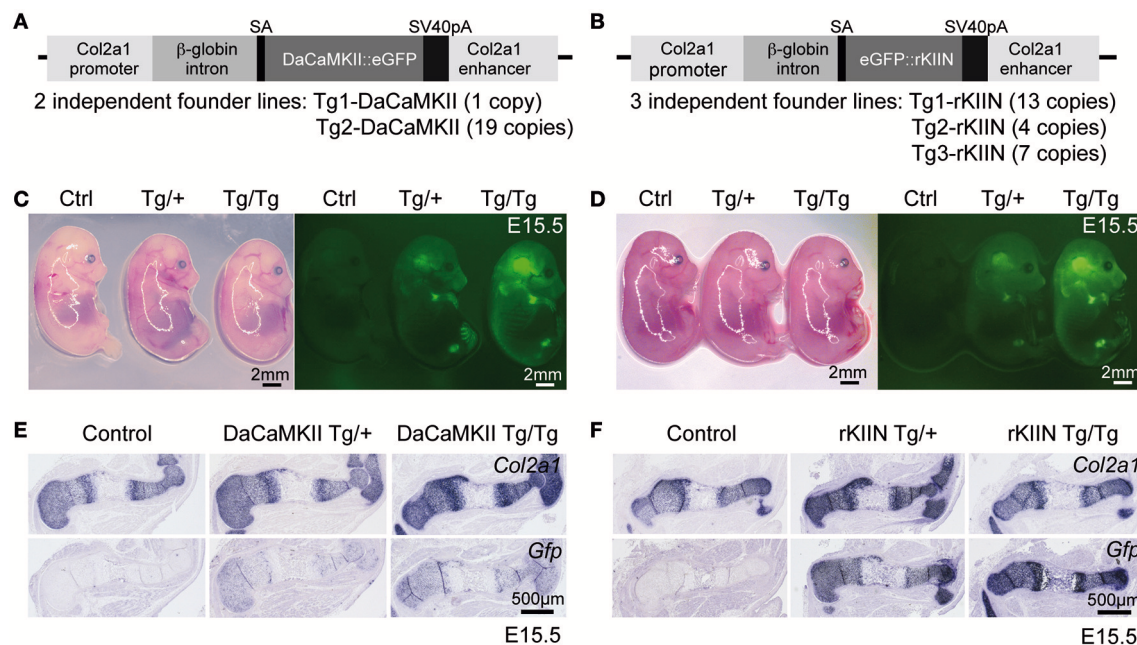 A
SA
SV40pA
Col2a1
promoter
β-globin
intron
DaCaMKII::eGFP
Col2a1
enhancer
2 independent founder lines: Tg1-DaCaMKII (1 copy)
Tg2-DaCaMKII (19 copies)
B
SA
SV40pA
Col2a1
promoter
β-globin
intron
eGFP::rKIIN
Col2a1
enhancer
3 independent founder lines: Tg1-rKIIN (13 copies)
Tg2-rKIIN (4 copies)
Tg3-rKIIN (7 copies)
C
Ctrl Tg/+ Tg/Tg Ctrl Tg/+ Tg/Tg
E15.5
2mm 2mm
D
Ctrl Tg/+ Tg/Tg Ctrl Tg/+ Tg/Tg
E15.5
2mm 2mm
E
Control DaCaMKII Tg/+ DaCaMKII Tg/Tg
Col2a1
Gfp
500µm
E15.5
F
Control rKIIN Tg/+ rKIIN Tg/Tg
Col2a1
Gfp
500µm
E15.5